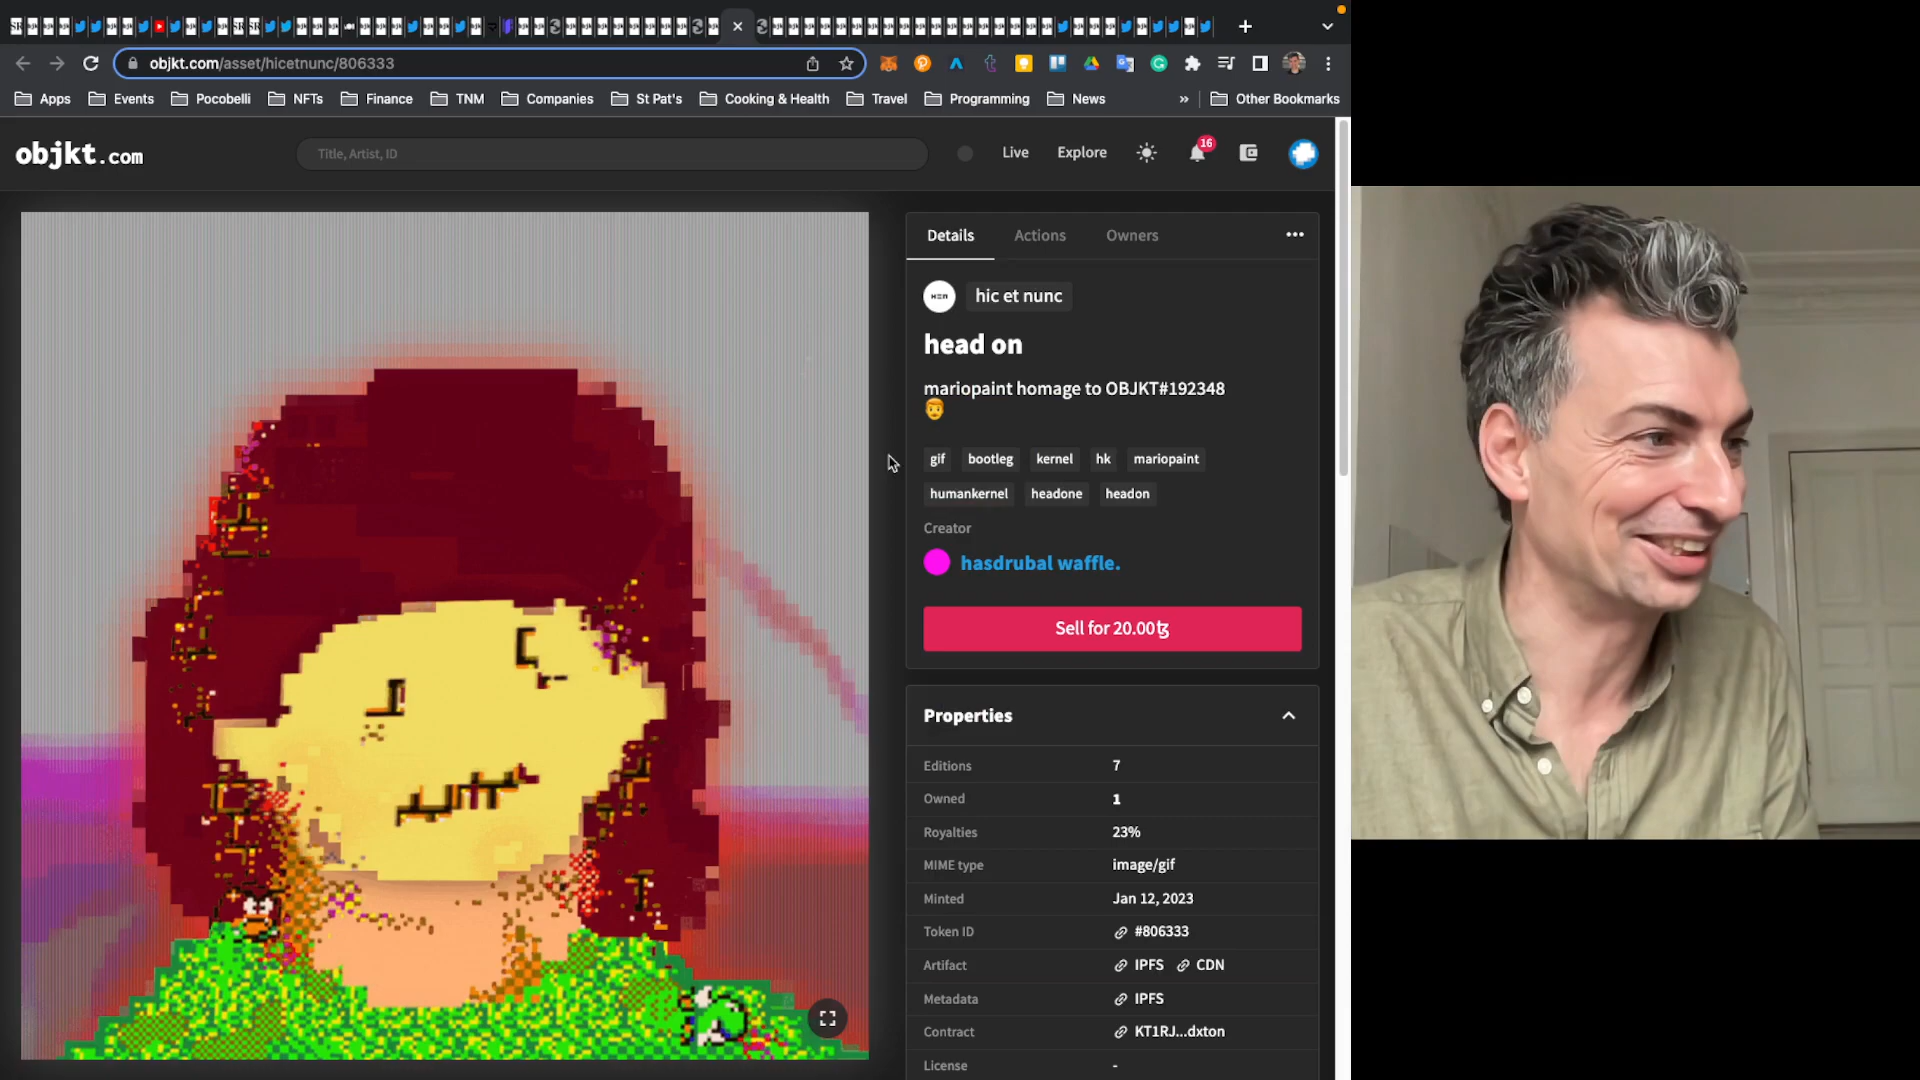 objkt.com/asset/hicetnunc/806333
Apps Events Pocobelli NFTs Finance TNM Companies St Pat's Cooking & Health Travel Programming News » Other Bookmarks
objkt.com Title, Artist, ID Live Explore 16
Details Actions Owners
HEN hic et nunc
head on
mariopaint homage to OBJKT#192348
gif bootleg kernel hk mariopaint
humankernel headone headon
Creator
hasdrubal waffle.
Sell for 20.00ꜩ
Properties
Editions 7
Owned 1
Royalties 23%
MIME type image/gif
Minted Jan 12, 2023
Token ID #806333
Artifact IPFS CDN
Metadata IPFS
Contract KT1RJ...dxton
License -